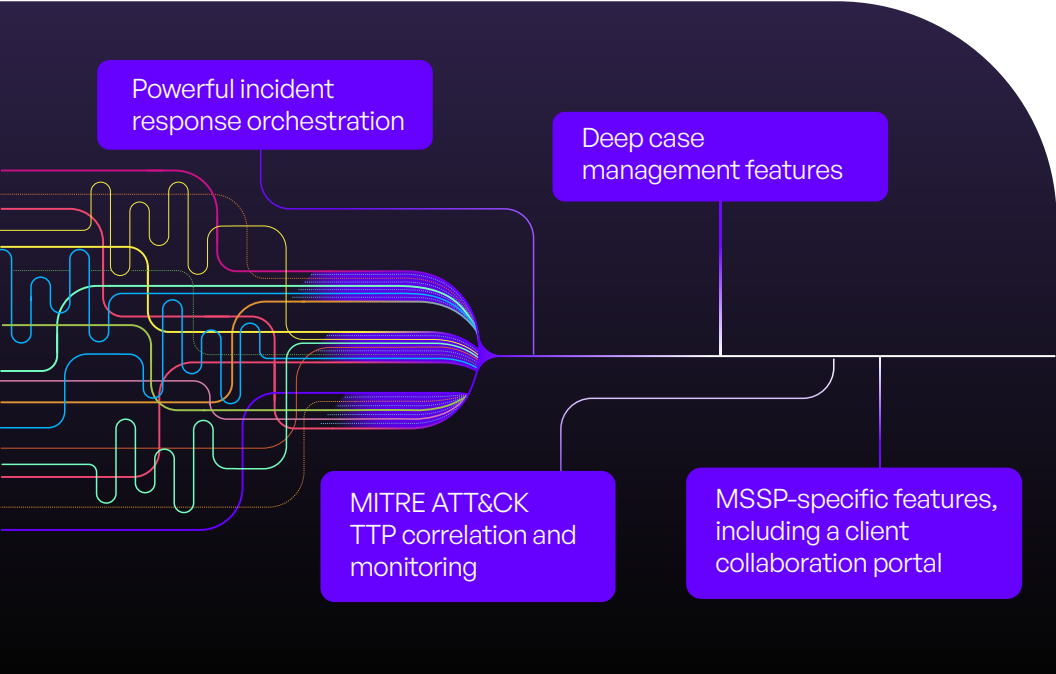 Powerful incident
response orchestration
Deep case
management features
MITRE ATT&CK
TTP correlation and
monitoring
MSSP-specific features,
including a client
collaboration portal